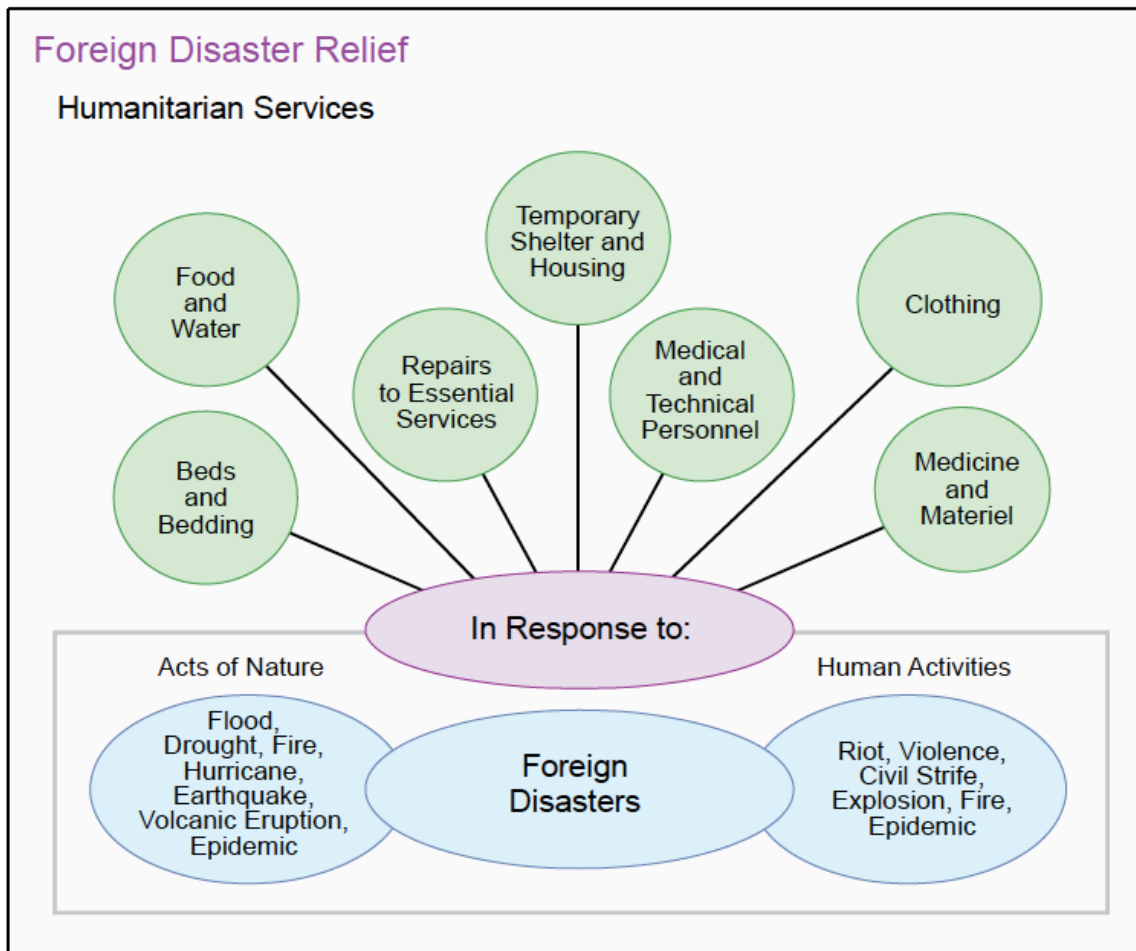 Foreign Disaster Relief
Humanitarian Services
Temporary
Shelter and
Housing
Food
and
Water
Clothing
Repairs
to Essential
Services
Medical
and
Technical
Personnel
Beds
and
Bedding
Medicine
and
Materiel
In Response to:
Acts of Nature
Human Activities
Flood,
Drought, Fire,
Hurricane,
Earthquake,
Volcanic Eruption,
Epidemic
Foreign
Disasters
Riot, Violence,
Civil Strife,
Explosion, Fire,
Epidemic